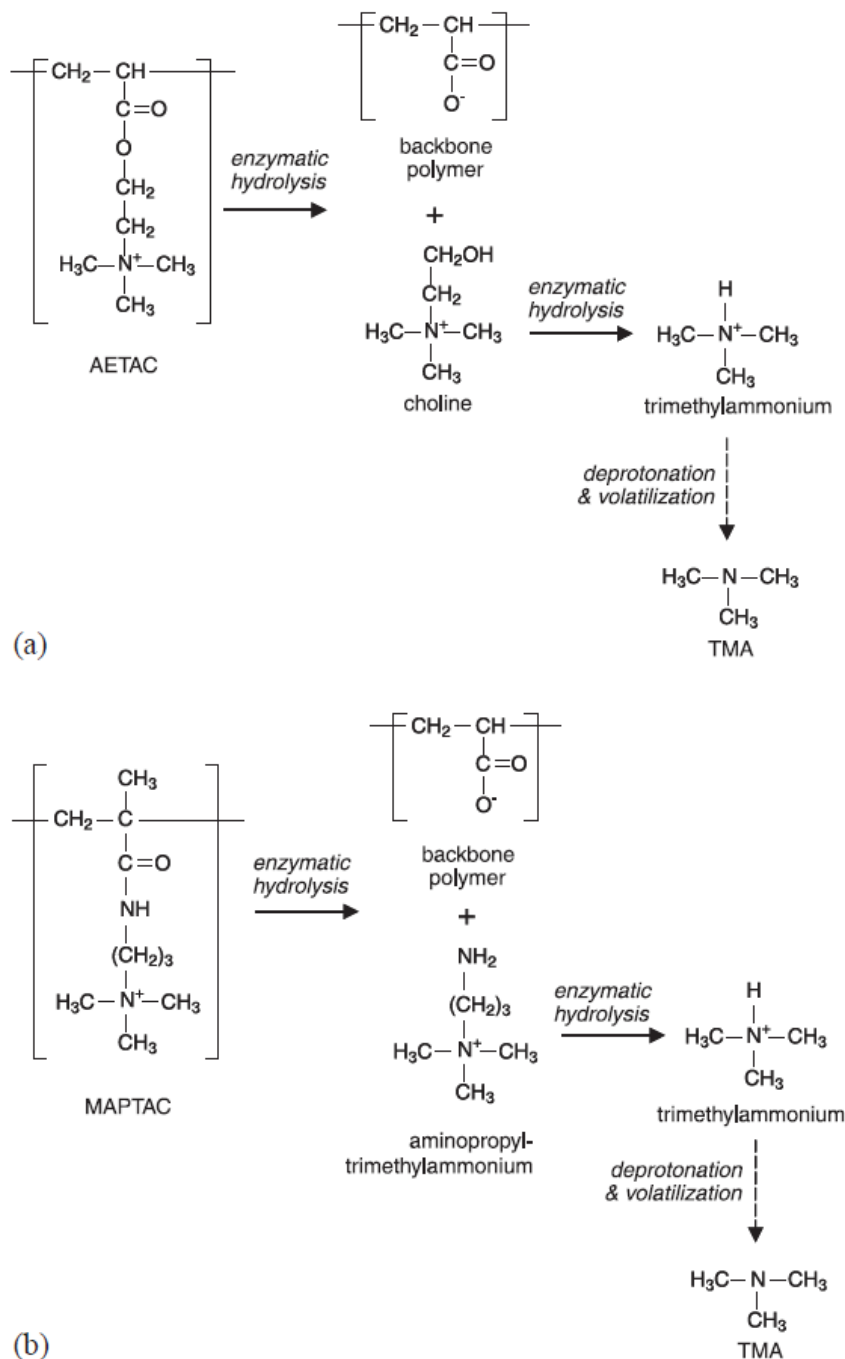 CH2 CH
C=O
O
CH2
CH2
H3C N+ CH3
CH3
AETAC
enzymatic
hydrolysis
CH2 CH
C=O
O-
backbone
polymer
+
CH2OH
CH2
H3C N+ CH3
CH3
choline
enzymatic
hydrolysis
H
H3C N+ CH3
CH3
trimethylammonium
deprotonation
& volatilization
H3C N CH3
CH3
TMA
(a)
CH3
CH2 C
C=O
NH
(CH2)3
H3C N+ CH3
CH3
MAPTAC
enzymatic
hydrolysis
CH2 CH
C=O
O-
backbone
polymer
+
NH2
(CH2)3
H3C N+ CH3
CH3
aminopropyl-
trimethylammonium
enzymatic
hydrolysis
H
H3C N+ CH3
CH3
trimethylammonium
deprotonation
& volatilization
H3C N CH3
CH3
TMA
(b)